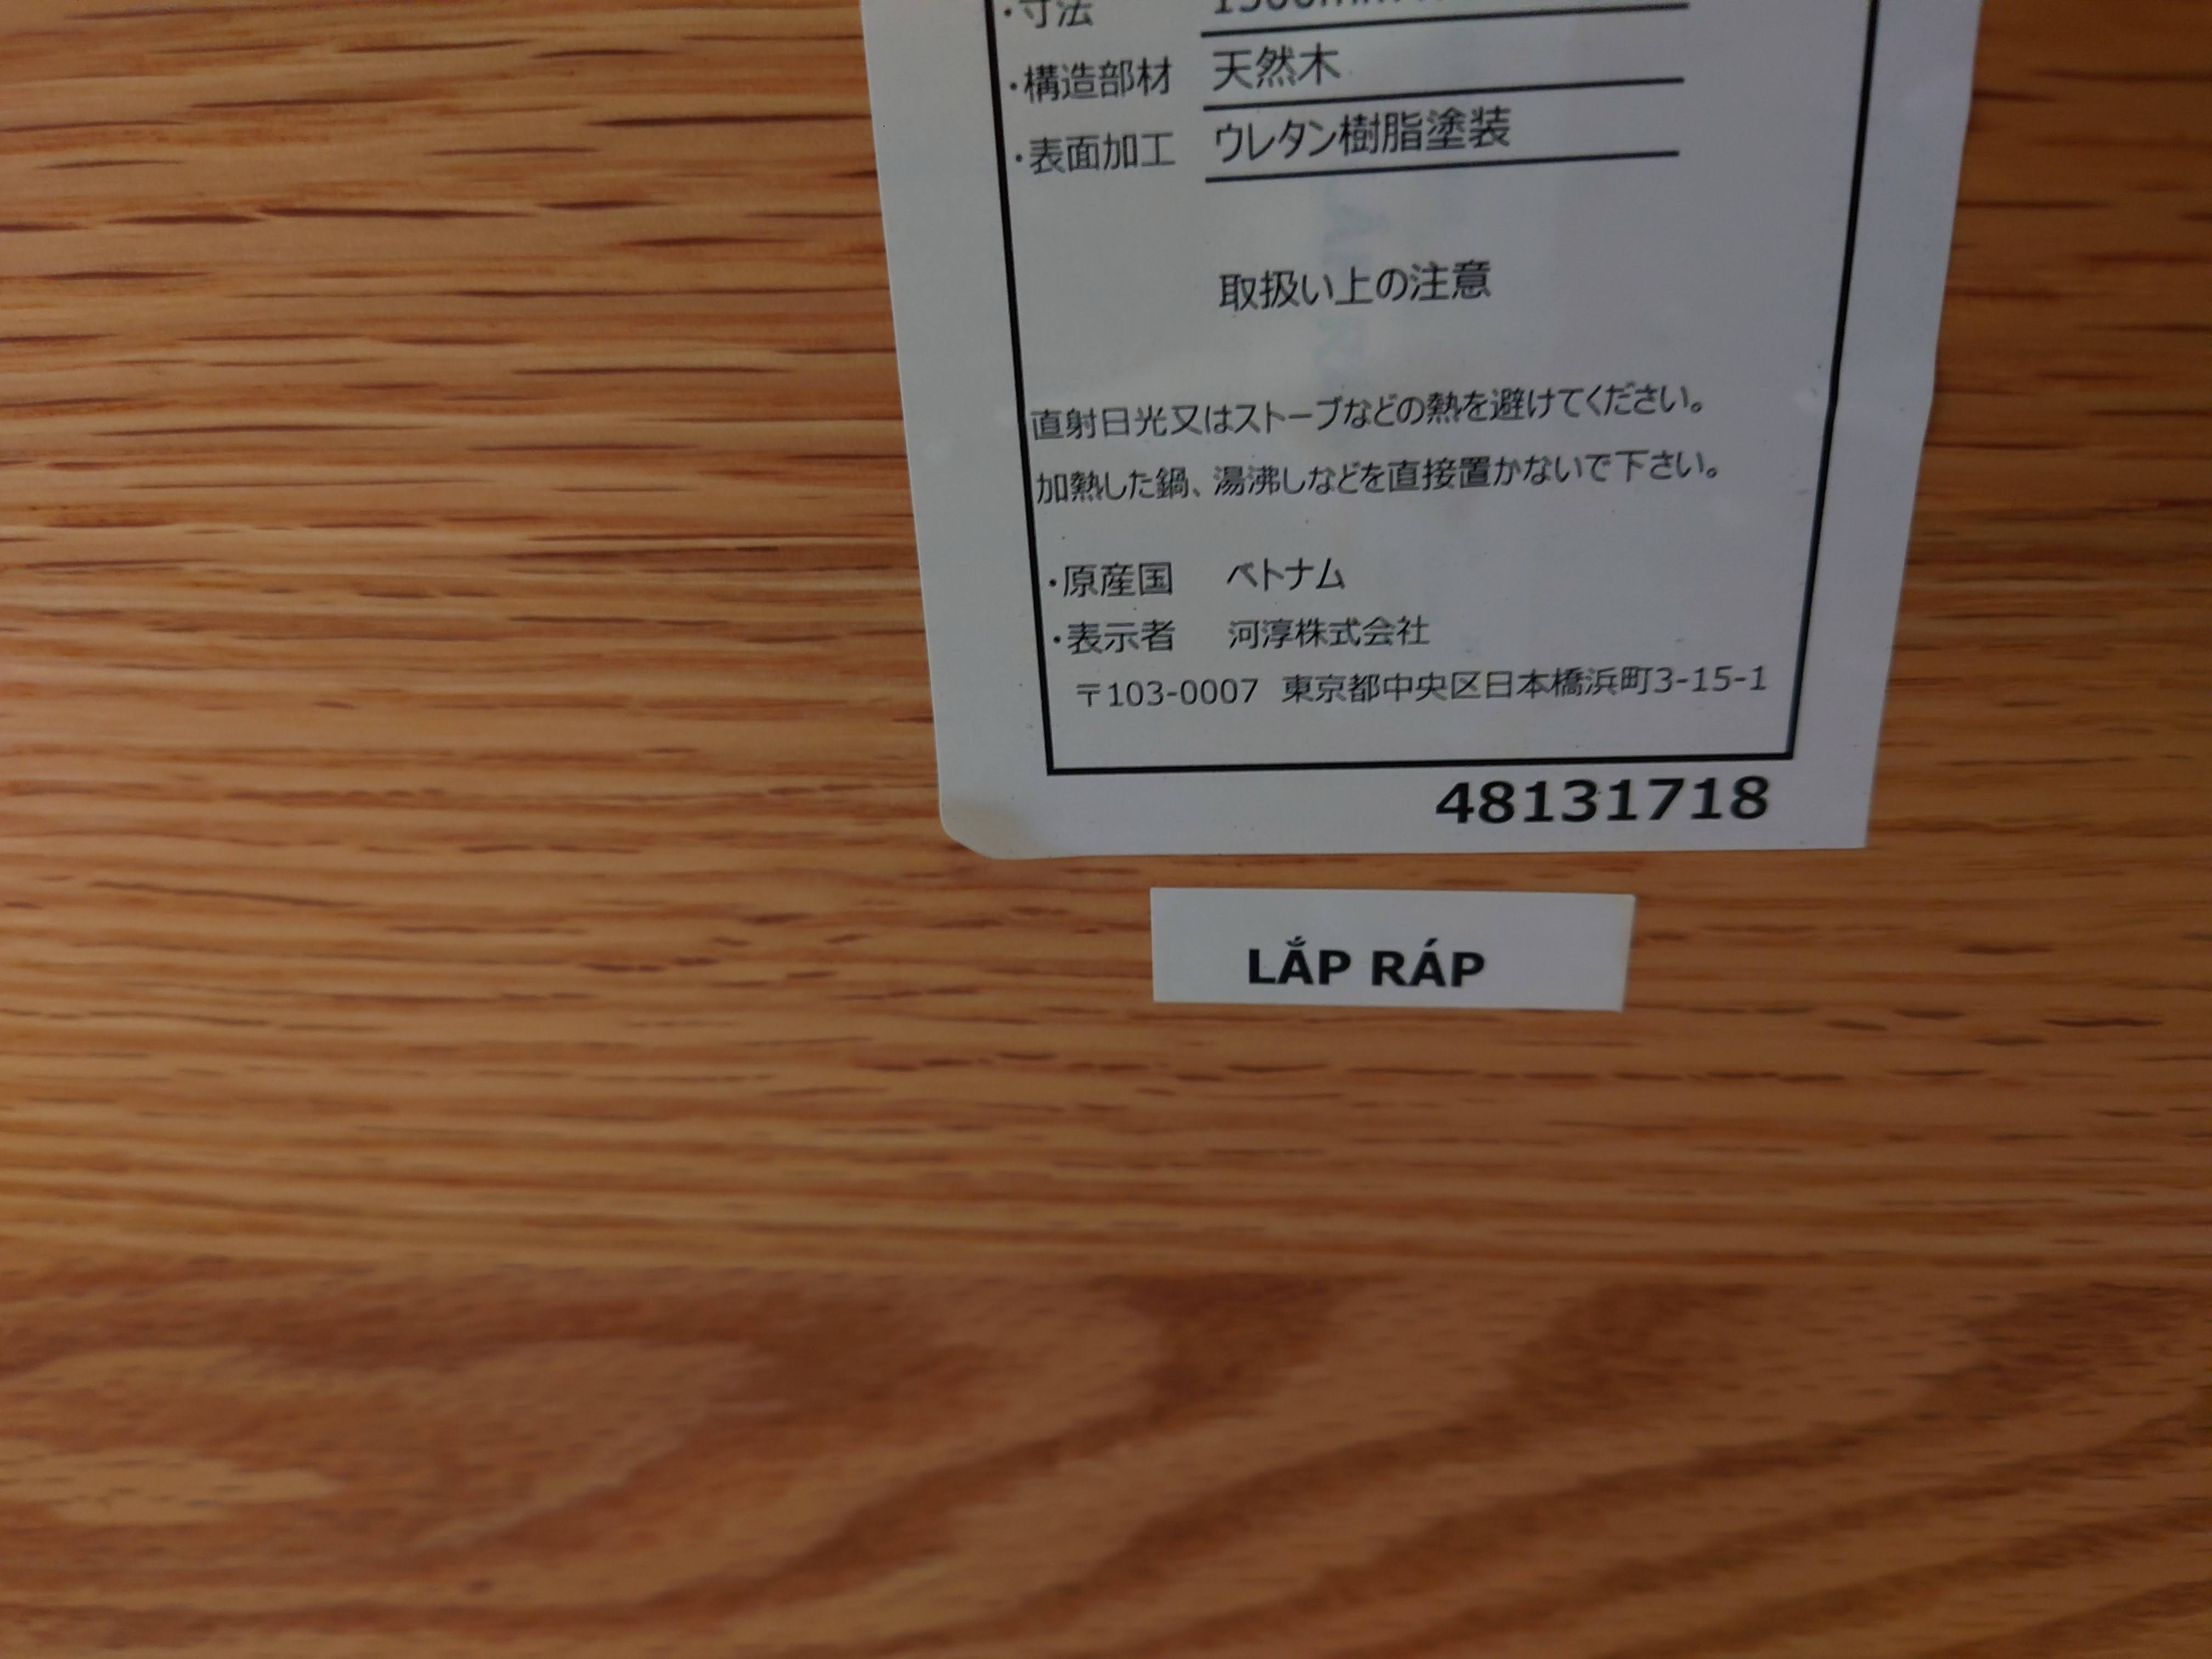 ・寸法
・構造部材 天然木
・表面加工 ウレタン樹脂塗装
取扱い上の注意
直射日光又はストーブなどの熱を避けてください。
加熱した鍋、湯沸しなどを直接置かないで下さい。
・原産国 ベトナム
・表示者 河淳株式会社
〒103-0007 東京都中央区日本橋浜町3-15-1
48131718
LẮP RÁP